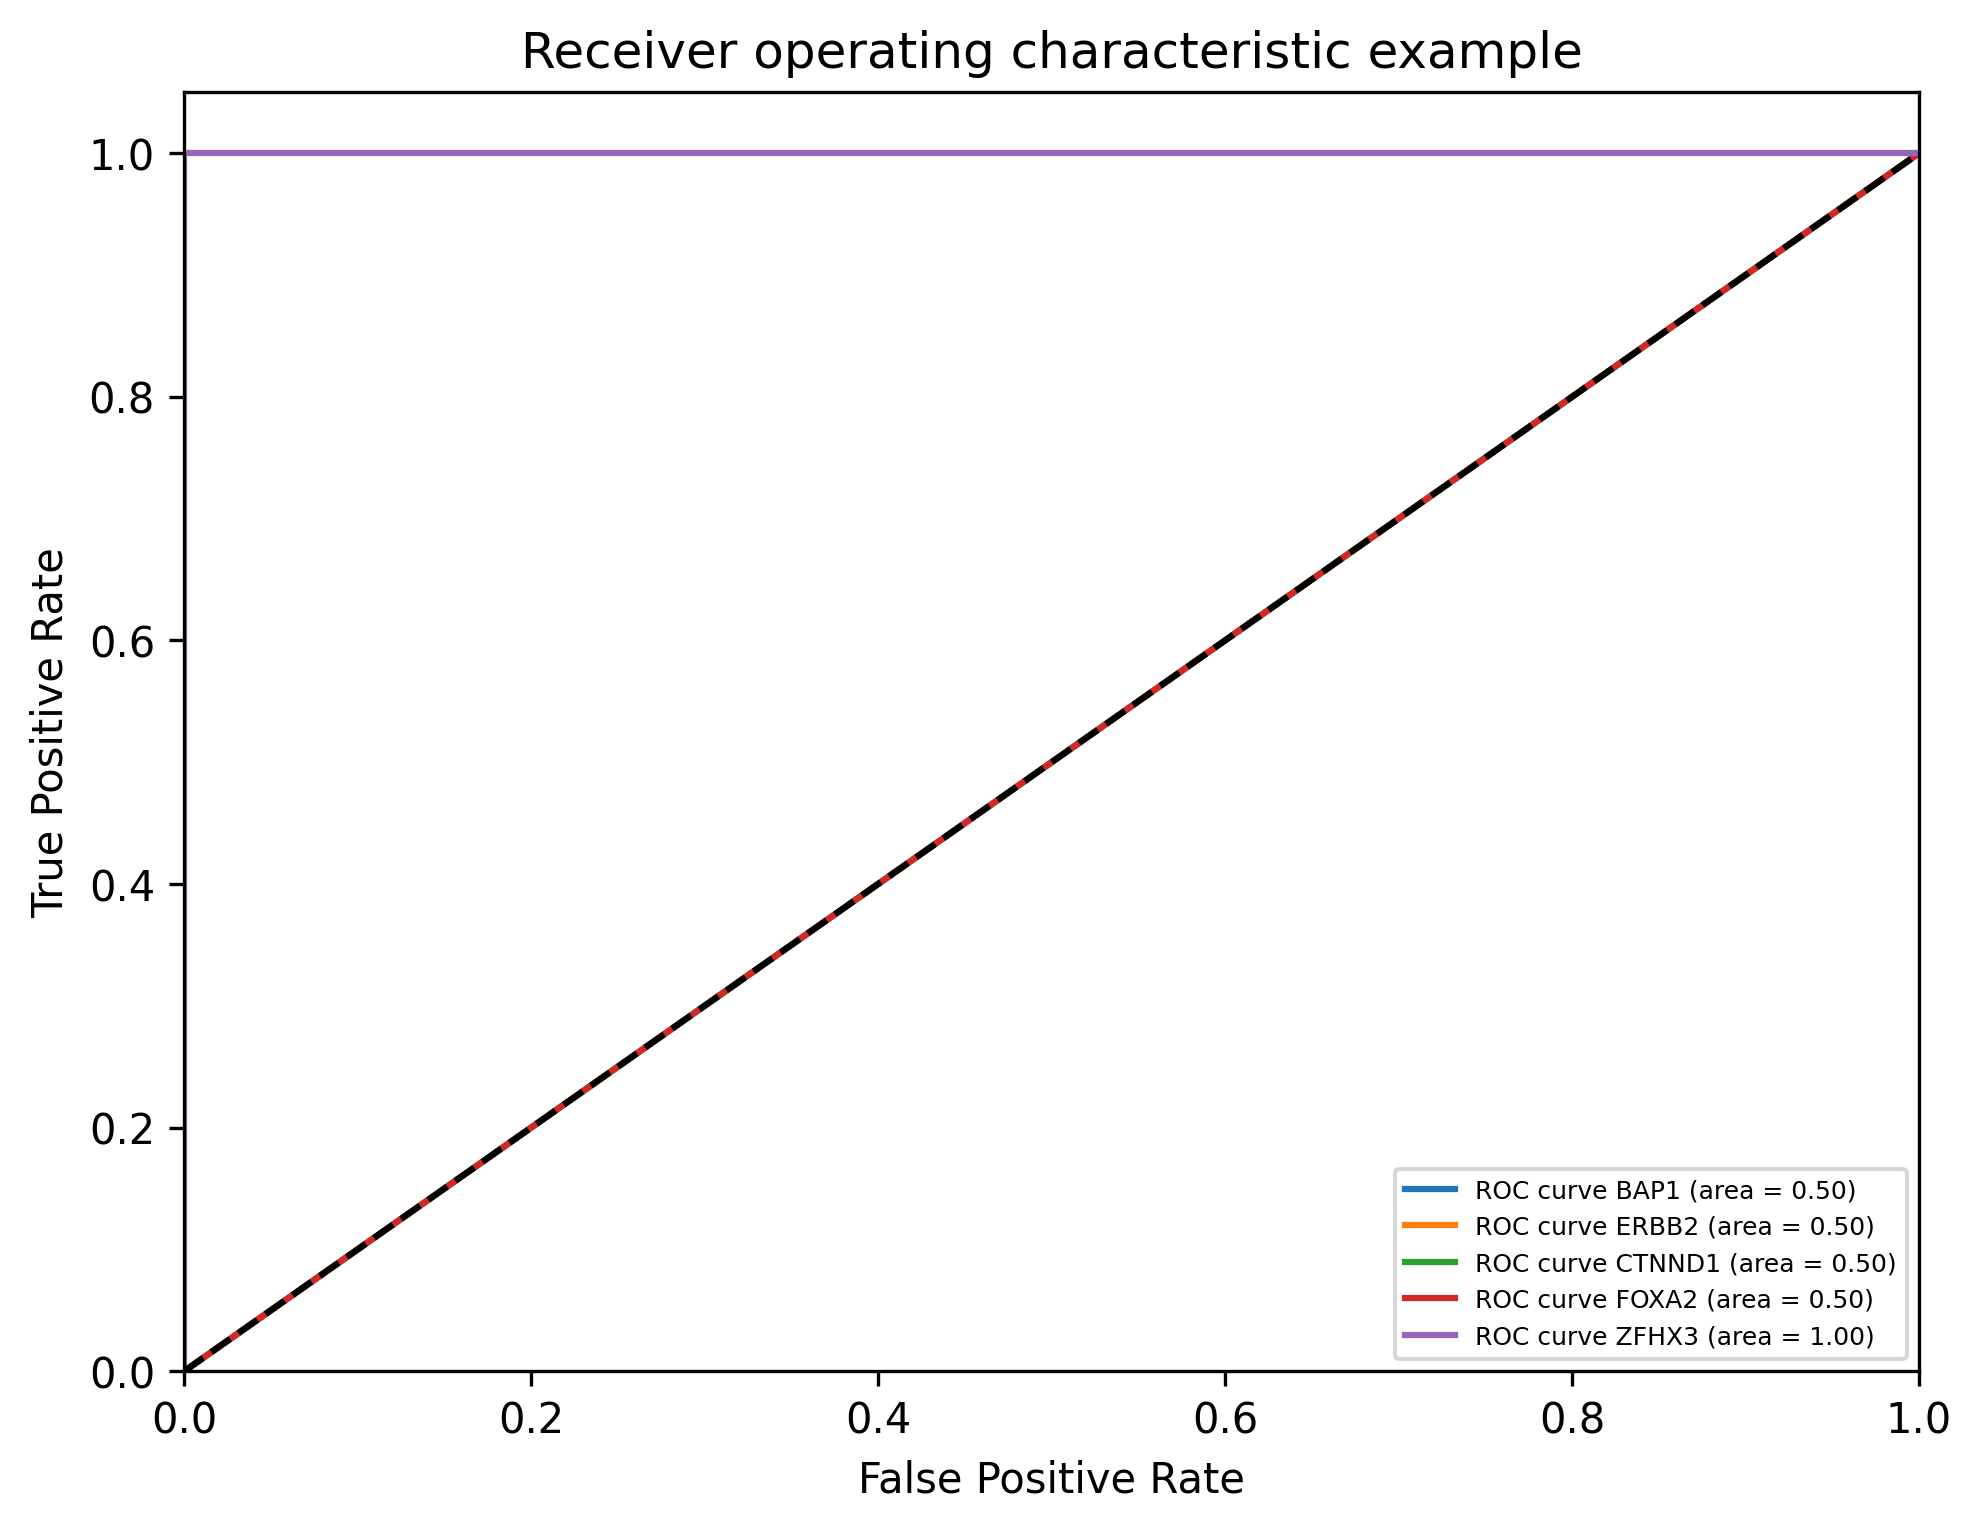 Receiver operating characteristic example
True Positive Rate
1.0
0.8
0.6
0.4
0.2
0.0
ROC curve BAP1 (area = 0.50)
ROC curve ERBB2 (area = 0.50)
ROC curve CTNND1 (area = 0.50)
ROC curve FOXA2 (area = 0.50)
ROC curve ZFHX3 (area = 1.00)
0.0 0.2 0.4 0.6 0.8 1.0
False Positive Rate